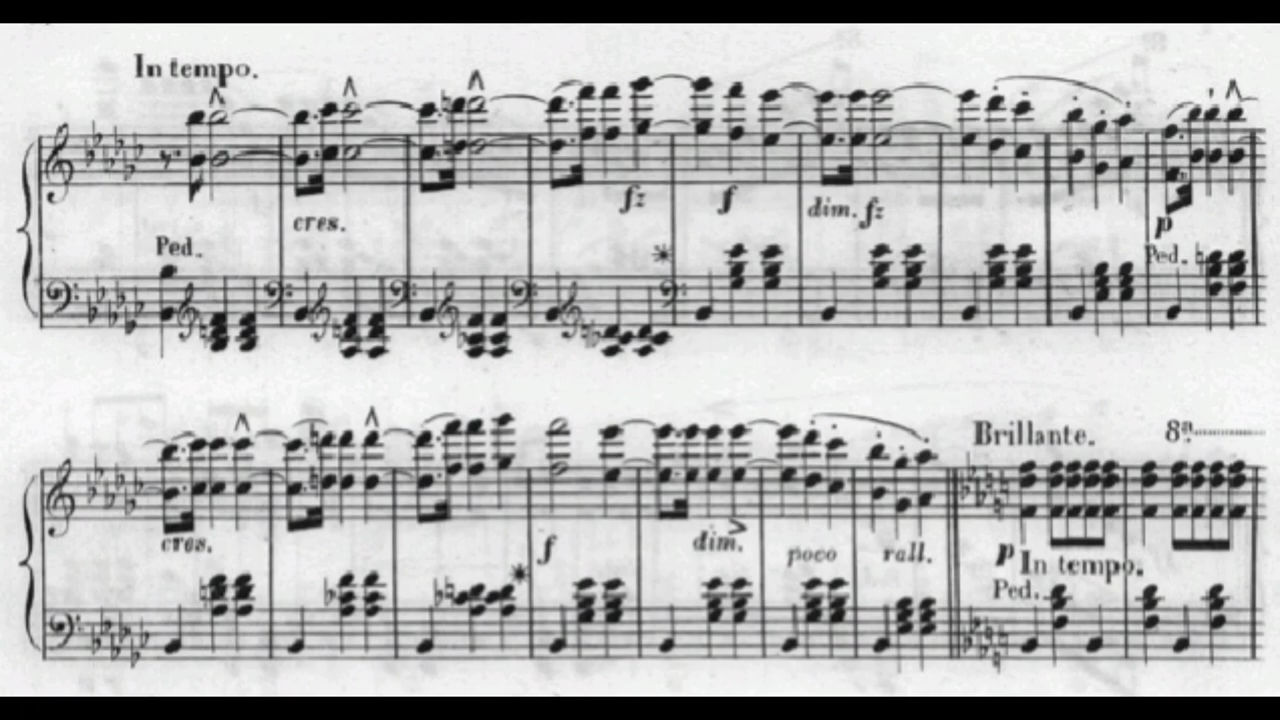 In tempo.
cres.
fz
f
dim. fz
p
Ped.
Ped.
Brillante.
8a
cres.
f
dim.
poco
rall.
p
In tempo.
Ped.